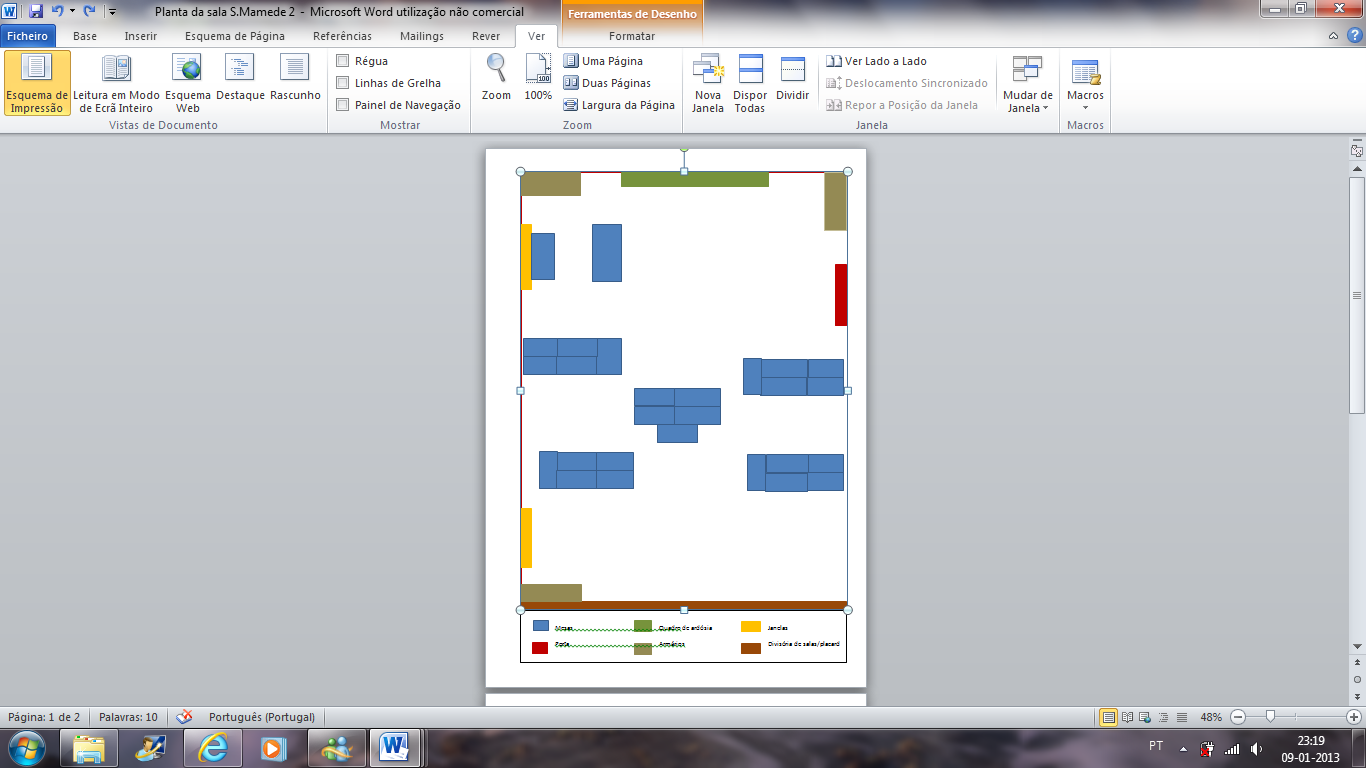 Planta da sala S.Mamede 2 - Microsoft Word utilização não comercial
Ferramentas de Desenho
Ficheiro Base Inserir Esquema de Página Referências Mailings Rever Ver Formatar
Esquema de Impressão
Leitura em Modo de Ecrã Inteiro
Esquema Web
Destaque
Rascunho
Vistas de Documento
Régua
Linhas de Grelha
Painel de Navegação
Mostrar
Zoom
100
100%
Uma Página
Duas Páginas
Largura da Página
Zoom
Nova Janela
Dispor Todas
Dividir
Ver Lado a Lado
Deslocamento Sincronizado
Repor a Posição da Janela
Mudar de Janela
Janela
Macros
Macros
Mesas Quadro de ardósia Janelas
Porta Armários Divisória de salas/placard
Página: 1 de 2 Palavras: 10 Português (Portugal) 48%
PT 23:19
09-01-2013